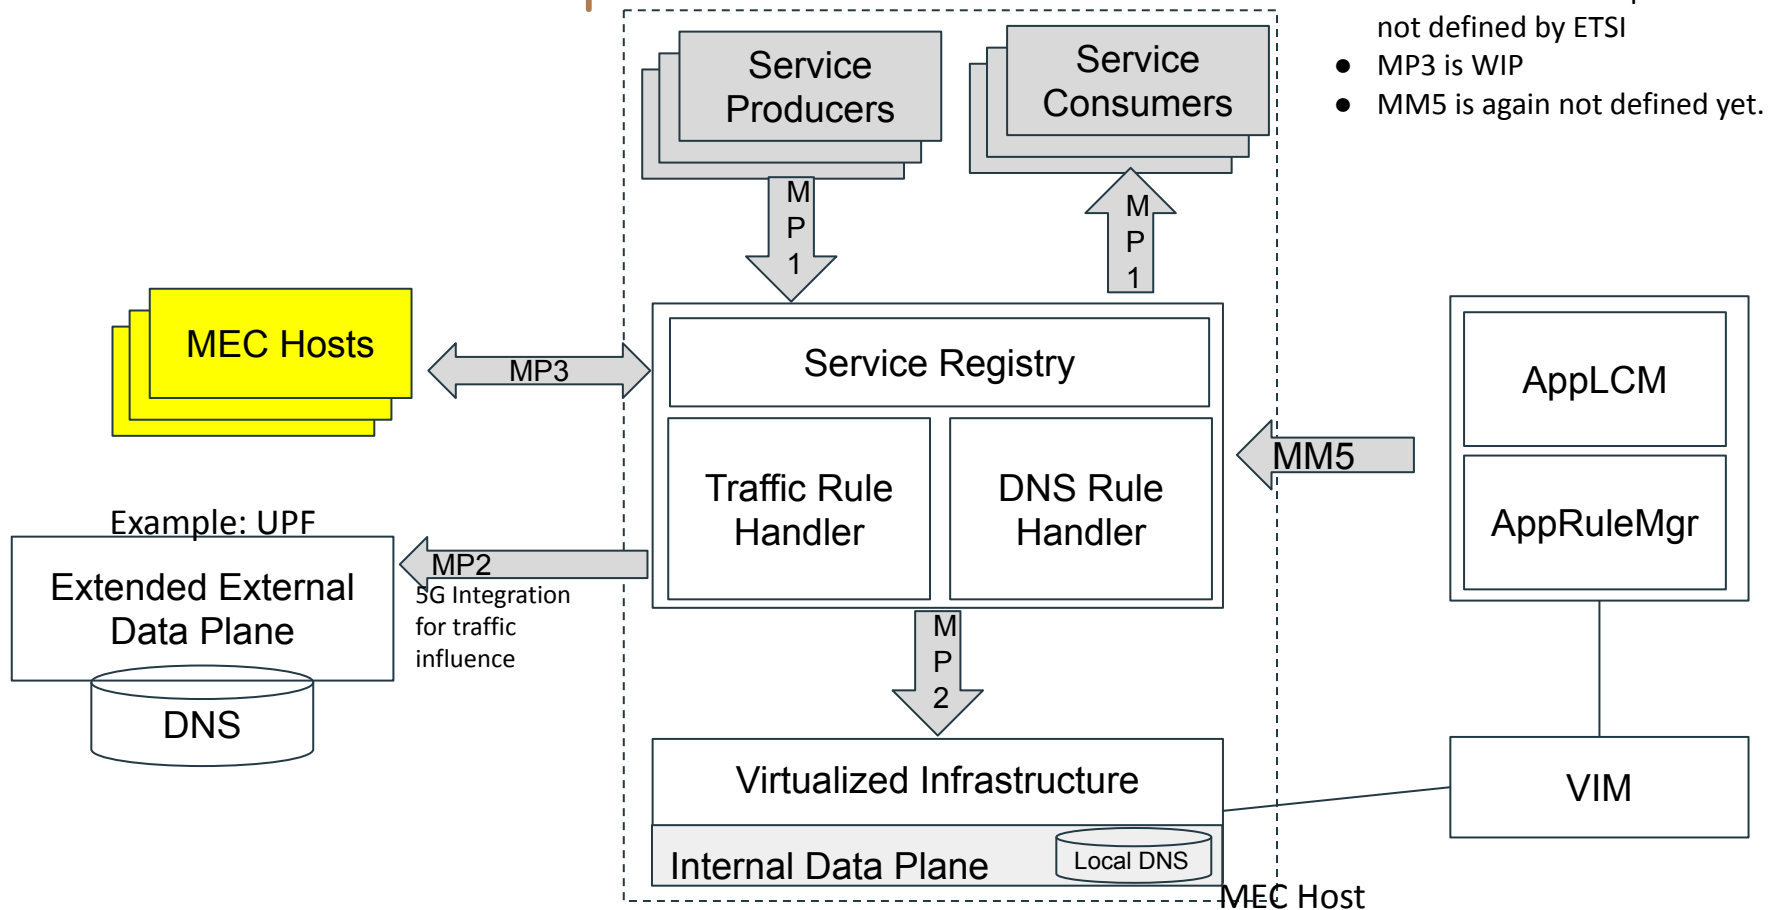 not defined by ETSI
● MP3 is WIP
● MM5 is again not defined yet.
Service
Producers
Service
Consumers
M
P
1
M
P
1
MEC Hosts
MP3
Service Registry
AppLCM
MM5
Traffic Rule
Handler
DNS Rule
Handler
AppRuleMgr
Example: UPF
MP2
Extended External
Data Plane
5G Integration
for traffic
influence
DNS
M
P
2
Virtualized Infrastructure
VIM
Internal Data Plane
Local DNS
MEC Host